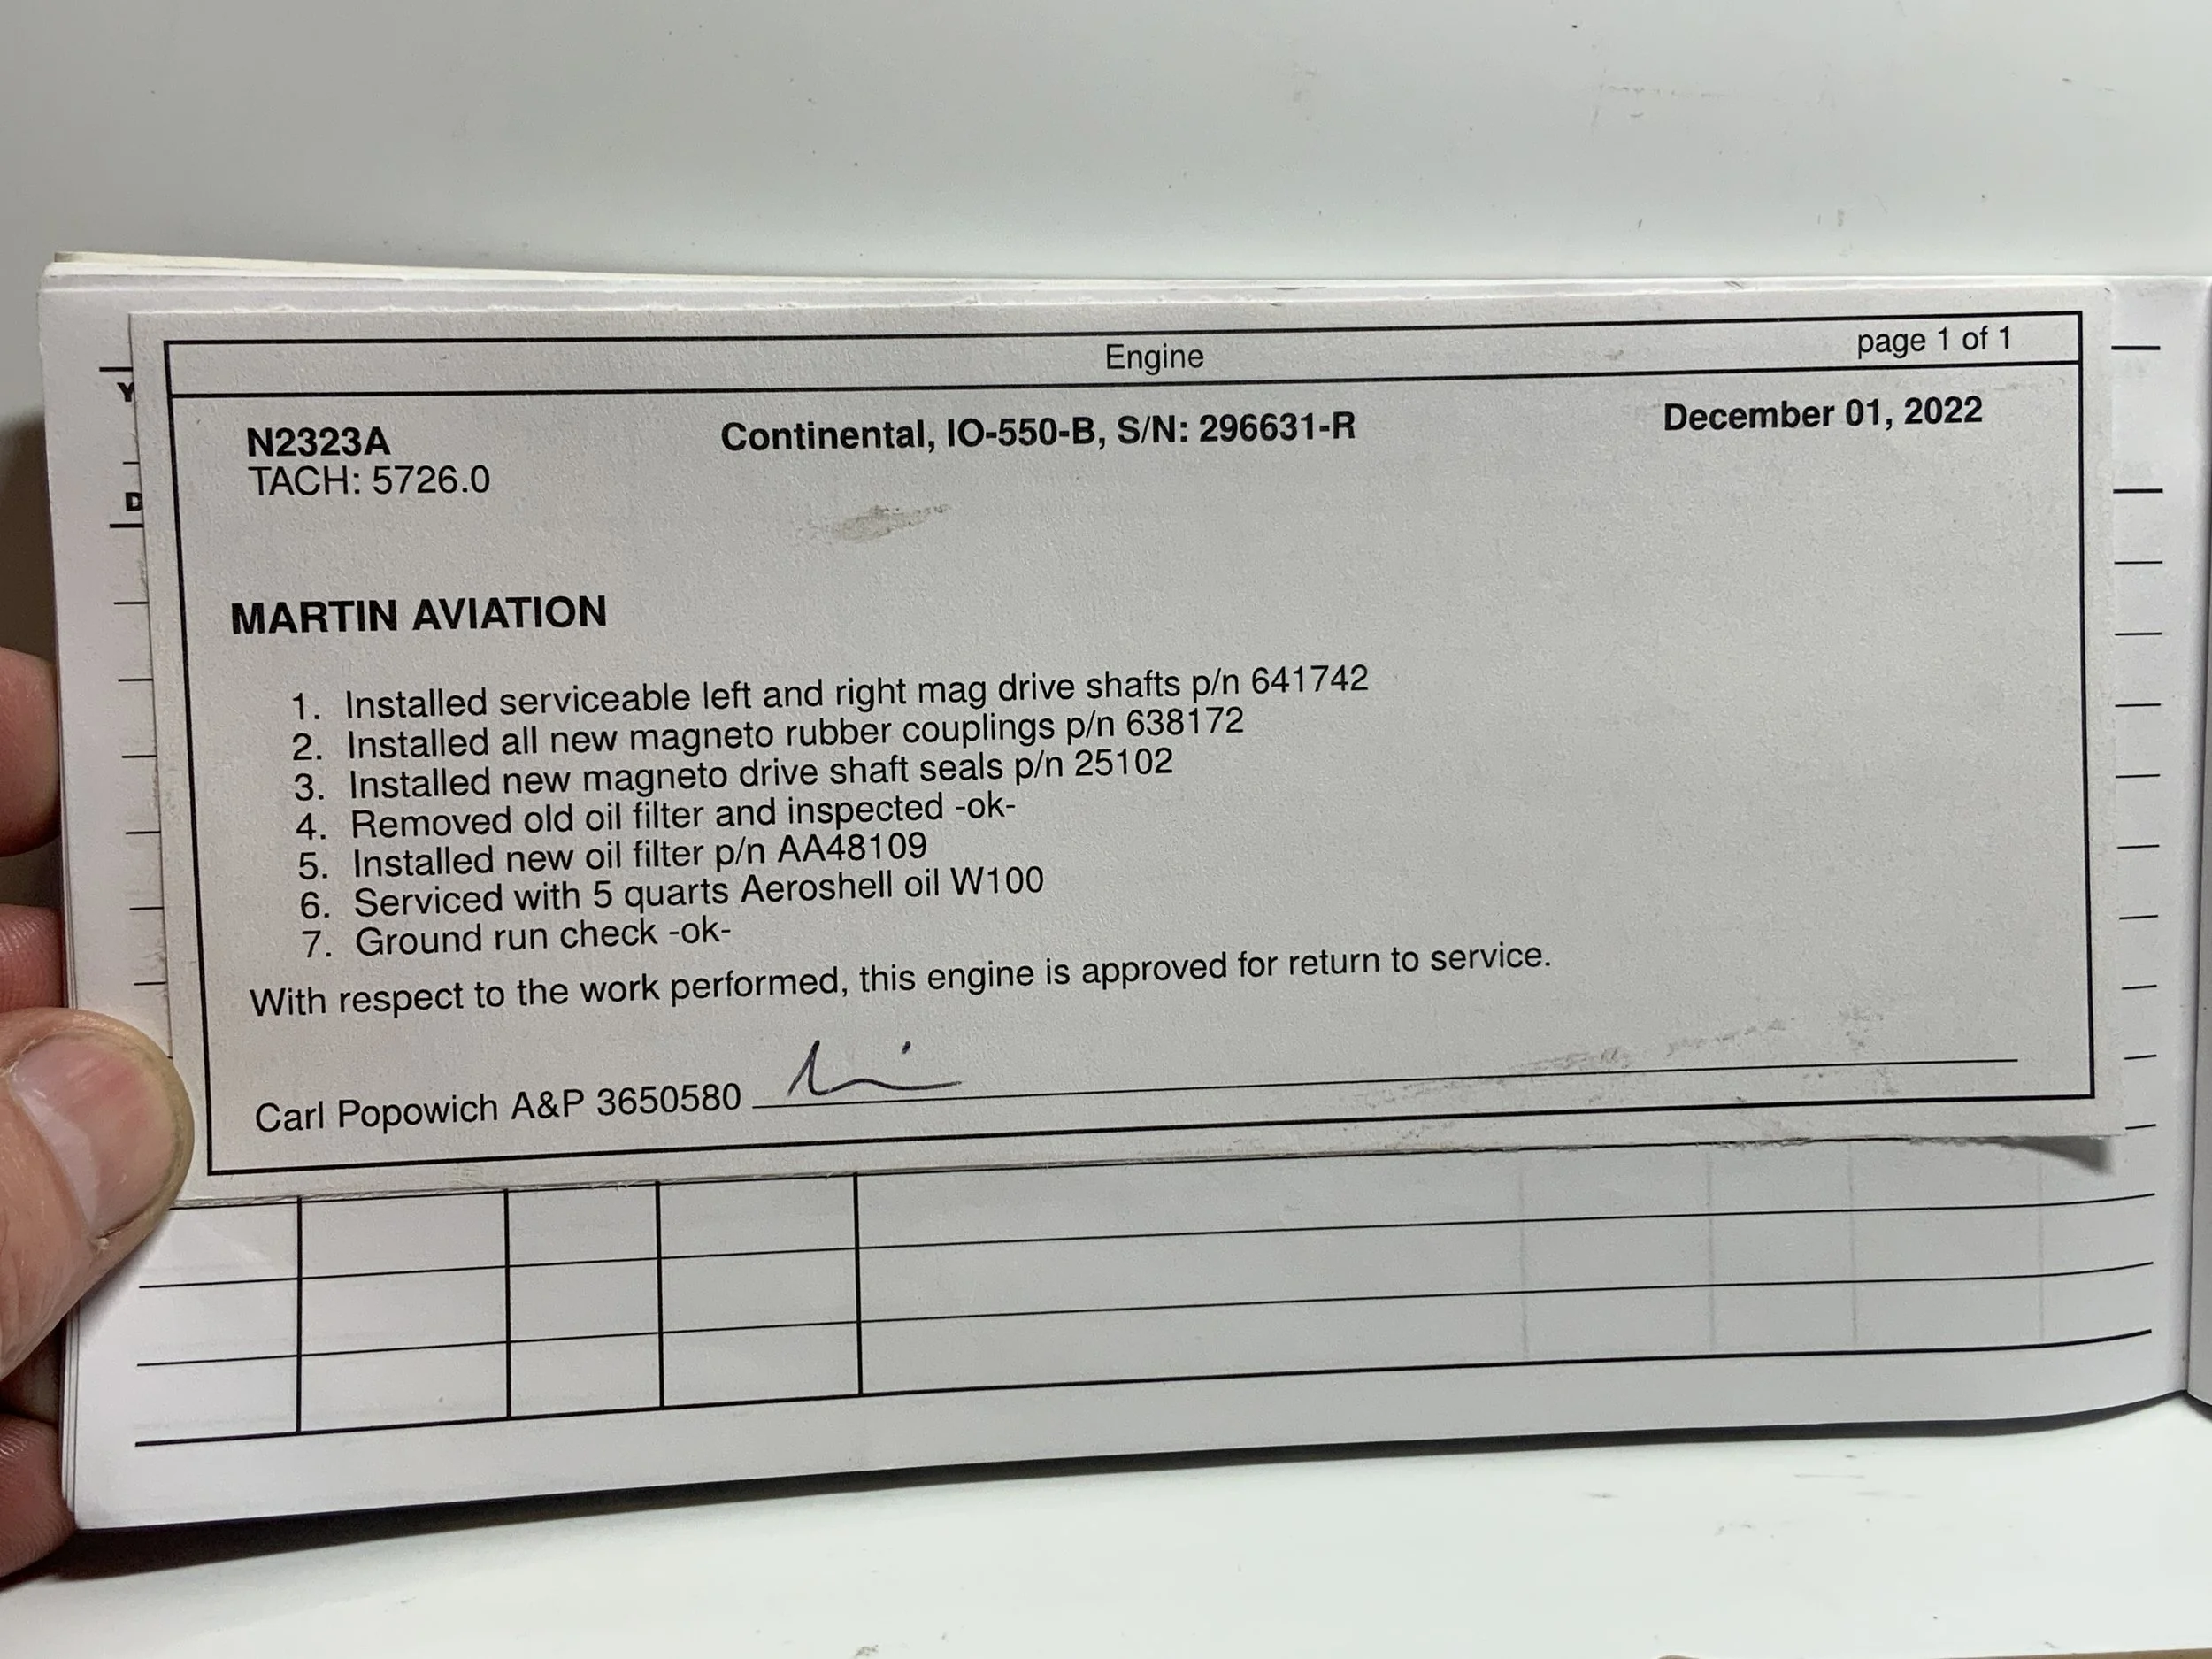 Engine
page 1 of 1
N2323A
Continental, IO-550-B, S/N: 296631-R
December 01, 2022
TACH: 5726.0
MARTIN AVIATION
1. Installed serviceable left and right mag drive shafts p/n 641742
2. Installed all new magneto rubber couplings p/n 638172
3. Installed new magneto drive shaft seals p/n 25102
4. Removed old oil filter and inspected -ok-
5. Installed new oil filter p/n AA48109
6. Serviced with 5 quarts Aeroshell oil W100
7. Ground run check -ok-
With respect to the work performed, this engine is approved for return to service.
Carl Popowich A&P 3650580